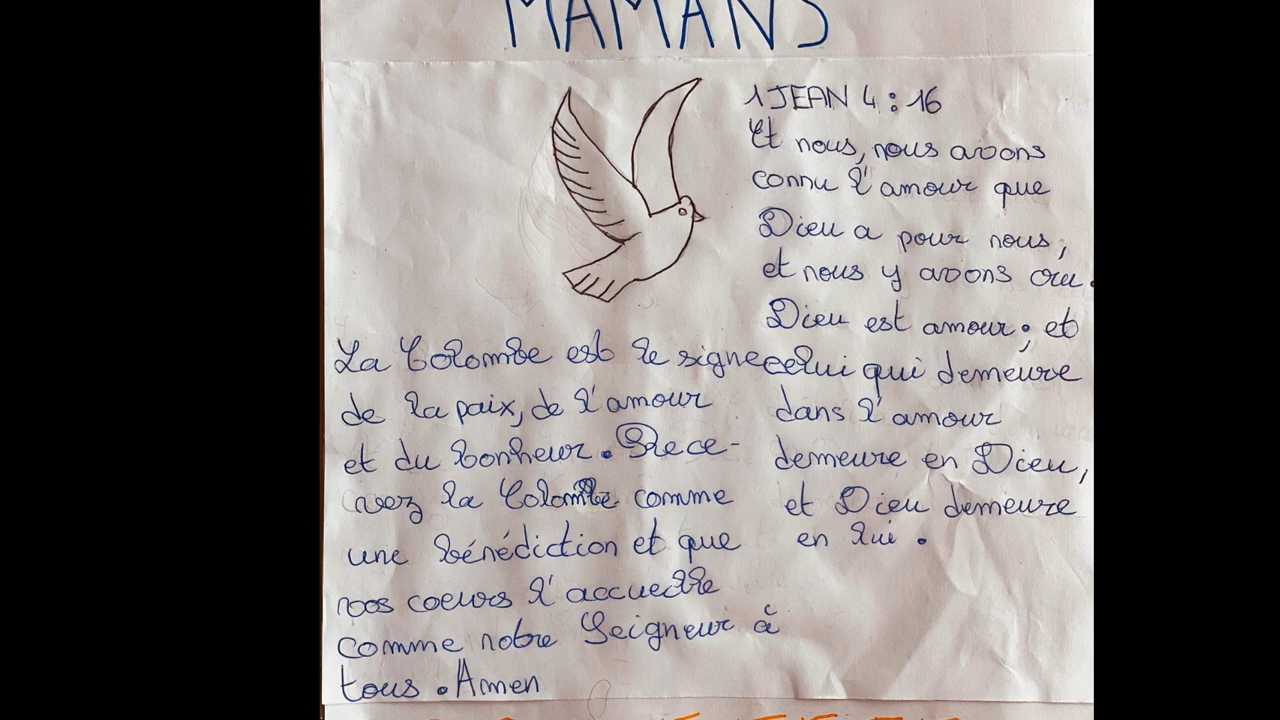 MAMANS
1 JEAN 4 : 16
Et nous, nous avons
connu l'amour que
Dieu a pour nous,
et nous y avons cru.
Dieu est amour ; et
celui qui demeure
dans l'amour
demeure en Dieu,
et Dieu demeure
en lui.
La Colombe est le signe
de la paix, de l'amour
et du bonheur. Rece-
vez la Colombe comme
une bénédiction et que
vos coeurs l'accueille
comme notre Seigneur à
tous. Amen